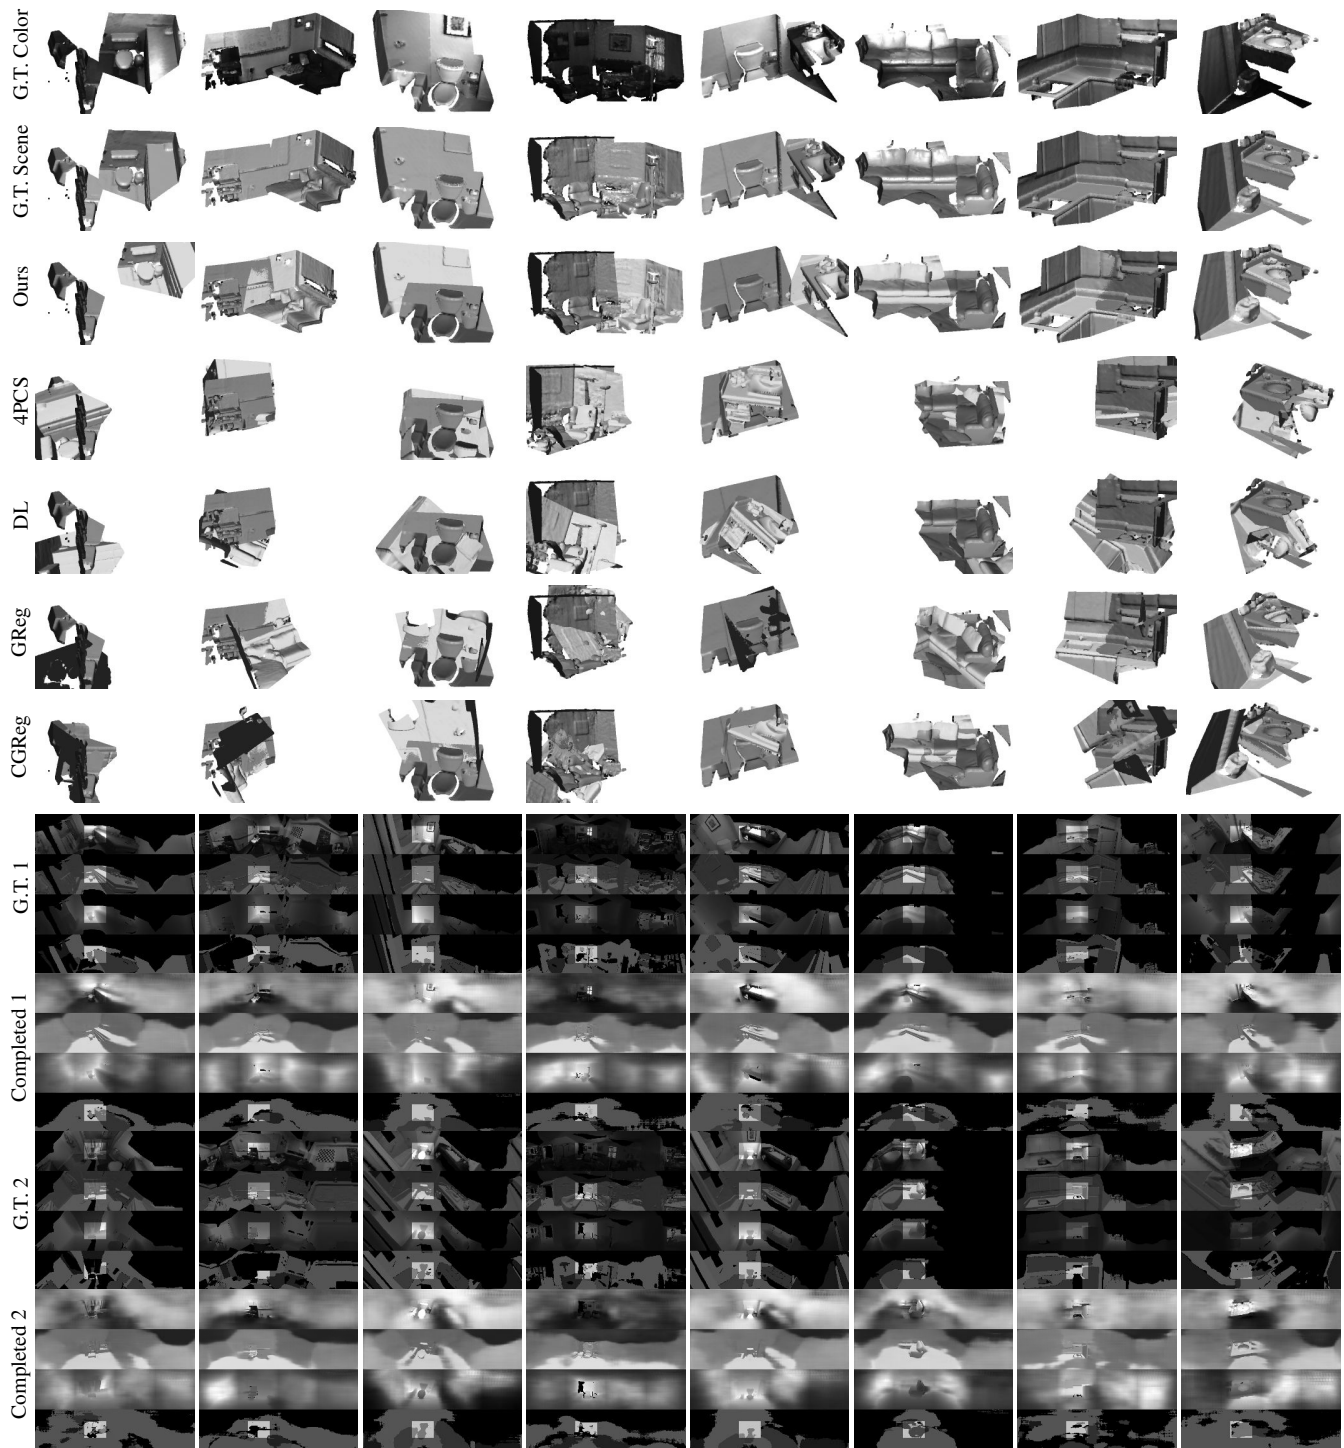 G.T. Color
G.T. Scene
Ours
4PCS
DL
GReg
CGReg
G.T. 1
Completed 1
G.T. 2
Completed 2